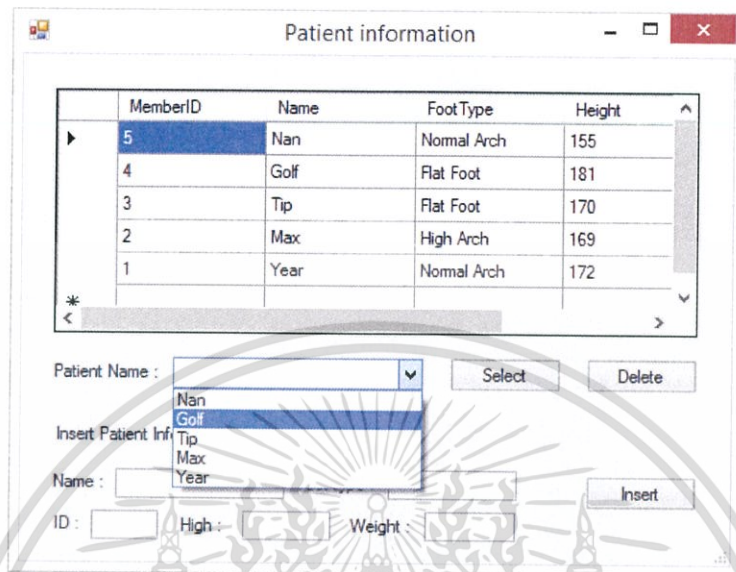 Patient information
MemberID Name FootType Height
5 Nan Normal Arch 155
4 Golf Flat Foot 181
3 Tip Flat Foot 170
2 Max High Arch 169
1 Year Normal Arch 172
Patient Name : Select Delete
Nan
Golf
Tip
Max
Year
Insert Patient
Name : Insert
ID : High : Weight :